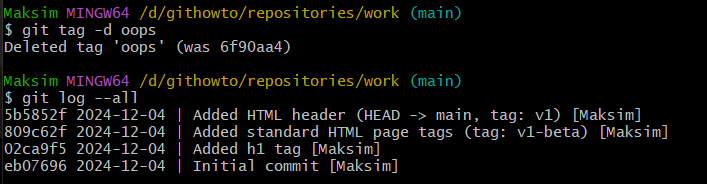 Maksim MINGW64 /d/githowto/repositories/work (main)
$ git tag -d oops
Deleted tag 'oops' (was 6f90aa4)
Maksim MINGW64 /d/githowto/repositories/work (main)
$ git log --all
5b5852f 2024-12-04 | Added HTML header (HEAD -> main, tag: v1) [Maksim]
809c62f 2024-12-04 | Added standard HTML page tags (tag: v1-beta) [Maksim]
02ca9f5 2024-12-04 | Added h1 tag [Maksim]
eb07696 2024-12-04 | Initial commit [Maksim]